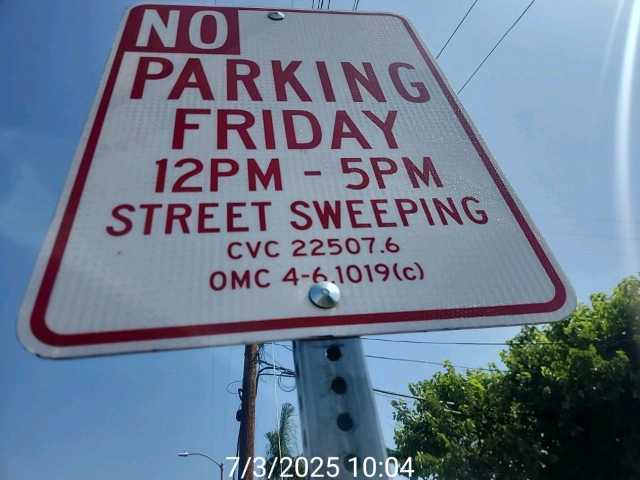 NO
PARKING
FRIDAY
12PM - 5PM
STREET SWEEPING
CVC 22507.6
OMC 4-6.1019(c)
7/3/2025 10:04